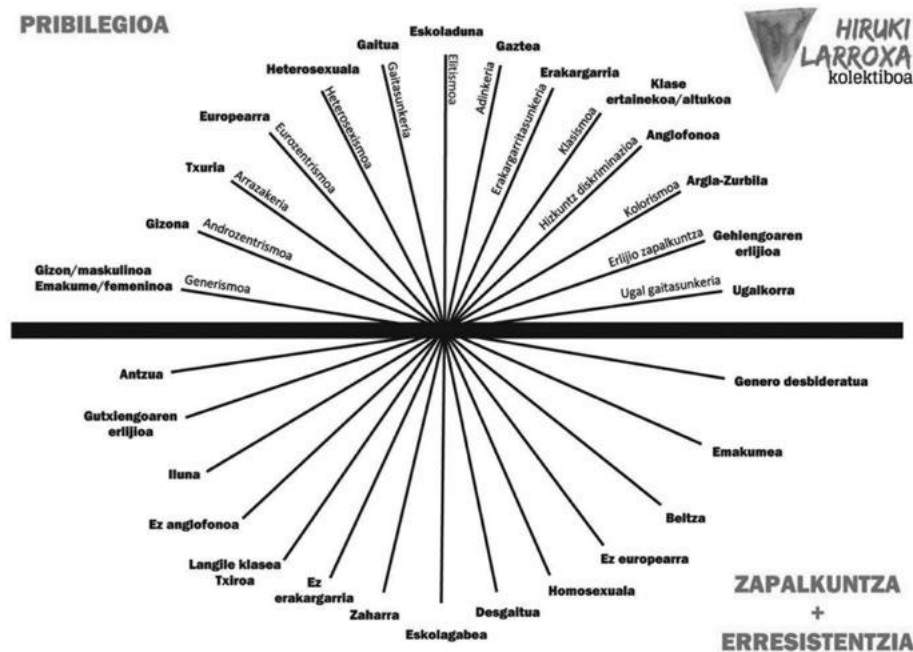 PRIBILEGIOA
HIRUKI
LARROXA
kolektiboa
Eskoladuna
Gaitua
Gaztea
Heterosexuala
Erakargarria
Klase
ertainekoa/altukoa
Europearra
Anglofonoa
Txuria
Argla-Zurbila
Gizona
Gehiengoaren
erlijioa
Gizon/maskulinoa
Emakume/femeninoa
Ugalkorra
Generismoa
Androzentrismoa
Arrazakeria
Eurozentrismoa
Heterosexismoa
Gaitasunkeria
Elitismoa
Adinkeria
Erakargarritasunkeria
Klasismoa
Hizkuntz diskriminazioa
Kolorismoa
Erlijio zapalkuntza
Ugal gaitasunkeria
Antzua
Genero desbideratua
Gutxiengoaren
erlijioa
Emakumea
Iluna
Beltza
Ez anglofonoa
Ez europearra
Langile klasea
Txiroa
Ez
erakargarria
Homosexuala
Zaharra
Desgaitua
Eskolagabea
ZAPALKUNTZA
+
ERRESISTENTZIA